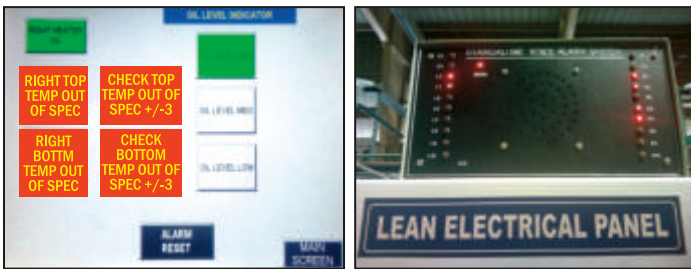 OIL LEVEL INDICATOR
RIGHT HEATER
ON
RIGHT TOP
TEMP OUT
OF SPEC
CHECK TOP
TEMP OUT OF
SPEC +/-3
RIGHT
BOTTM
TEMP OUT
OF SPEC
CHECK
BOTTOM
TEMP OUT OF
SPEC +/-3
OIL LEVEL MED
OIL LEVEL LOW
ALARM
RESET
MAIN
SCREEN
ALARM SYSTEM
LEAN ELECTRICAL PANEL